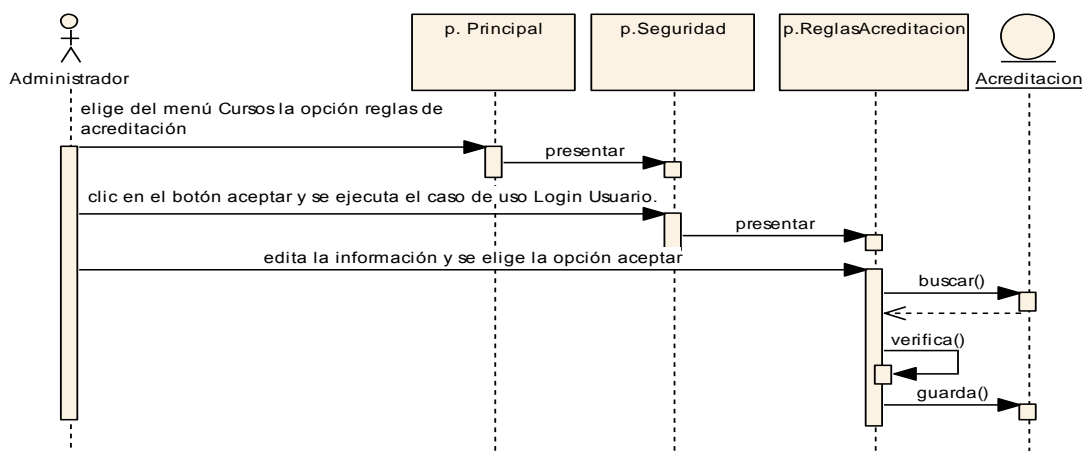 p. Principal
p.Seguridad
p.ReglasAcreditacion
Administrador
Acreditacion
elige del menú Cursos la opción reglas de
acreditación
presentar
clic en el botón aceptar y se ejecuta el caso de uso Login Usuario.
presentar
edita la información y se elige la opción aceptar
buscar()
verifica()
guarda()